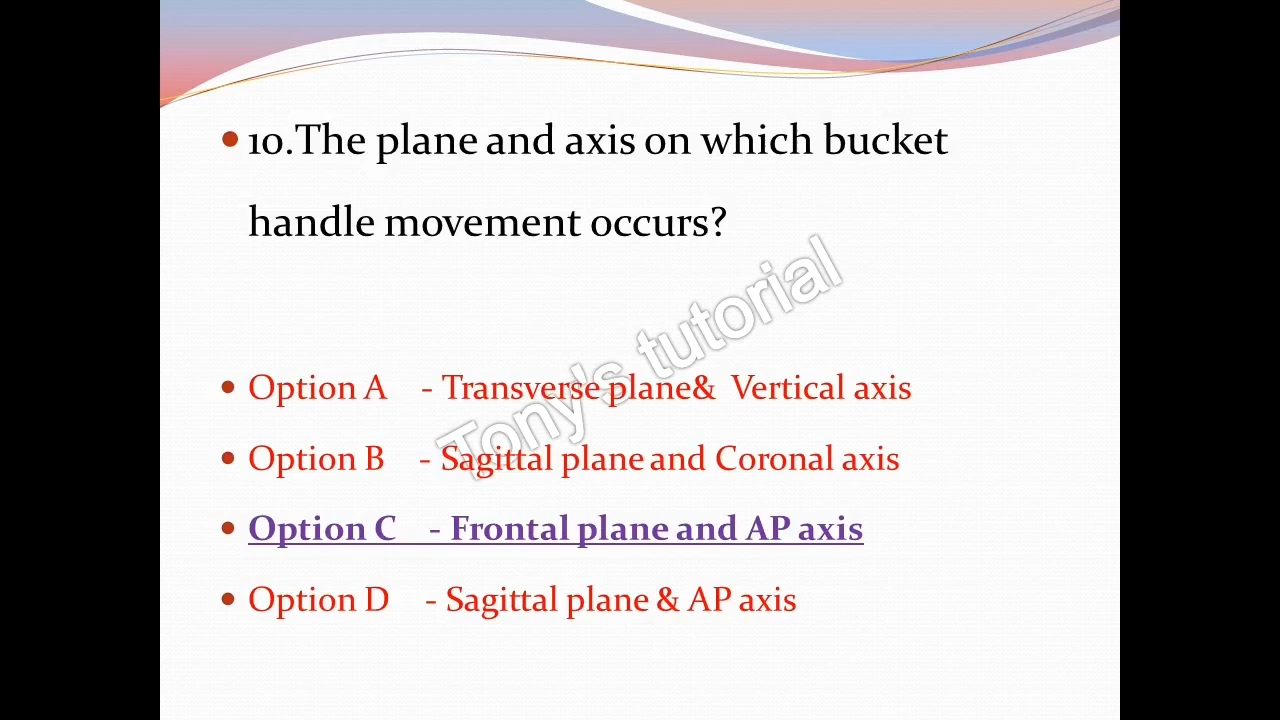 10.The plane and axis on which bucket
handle movement occurs?
Tony's tutorial
Option A - Transverse plane& Vertical axis
Option B - Sagittal plane and Coronal axis
Option C - Frontal plane and AP axis
Option D - Sagittal plane & AP axis